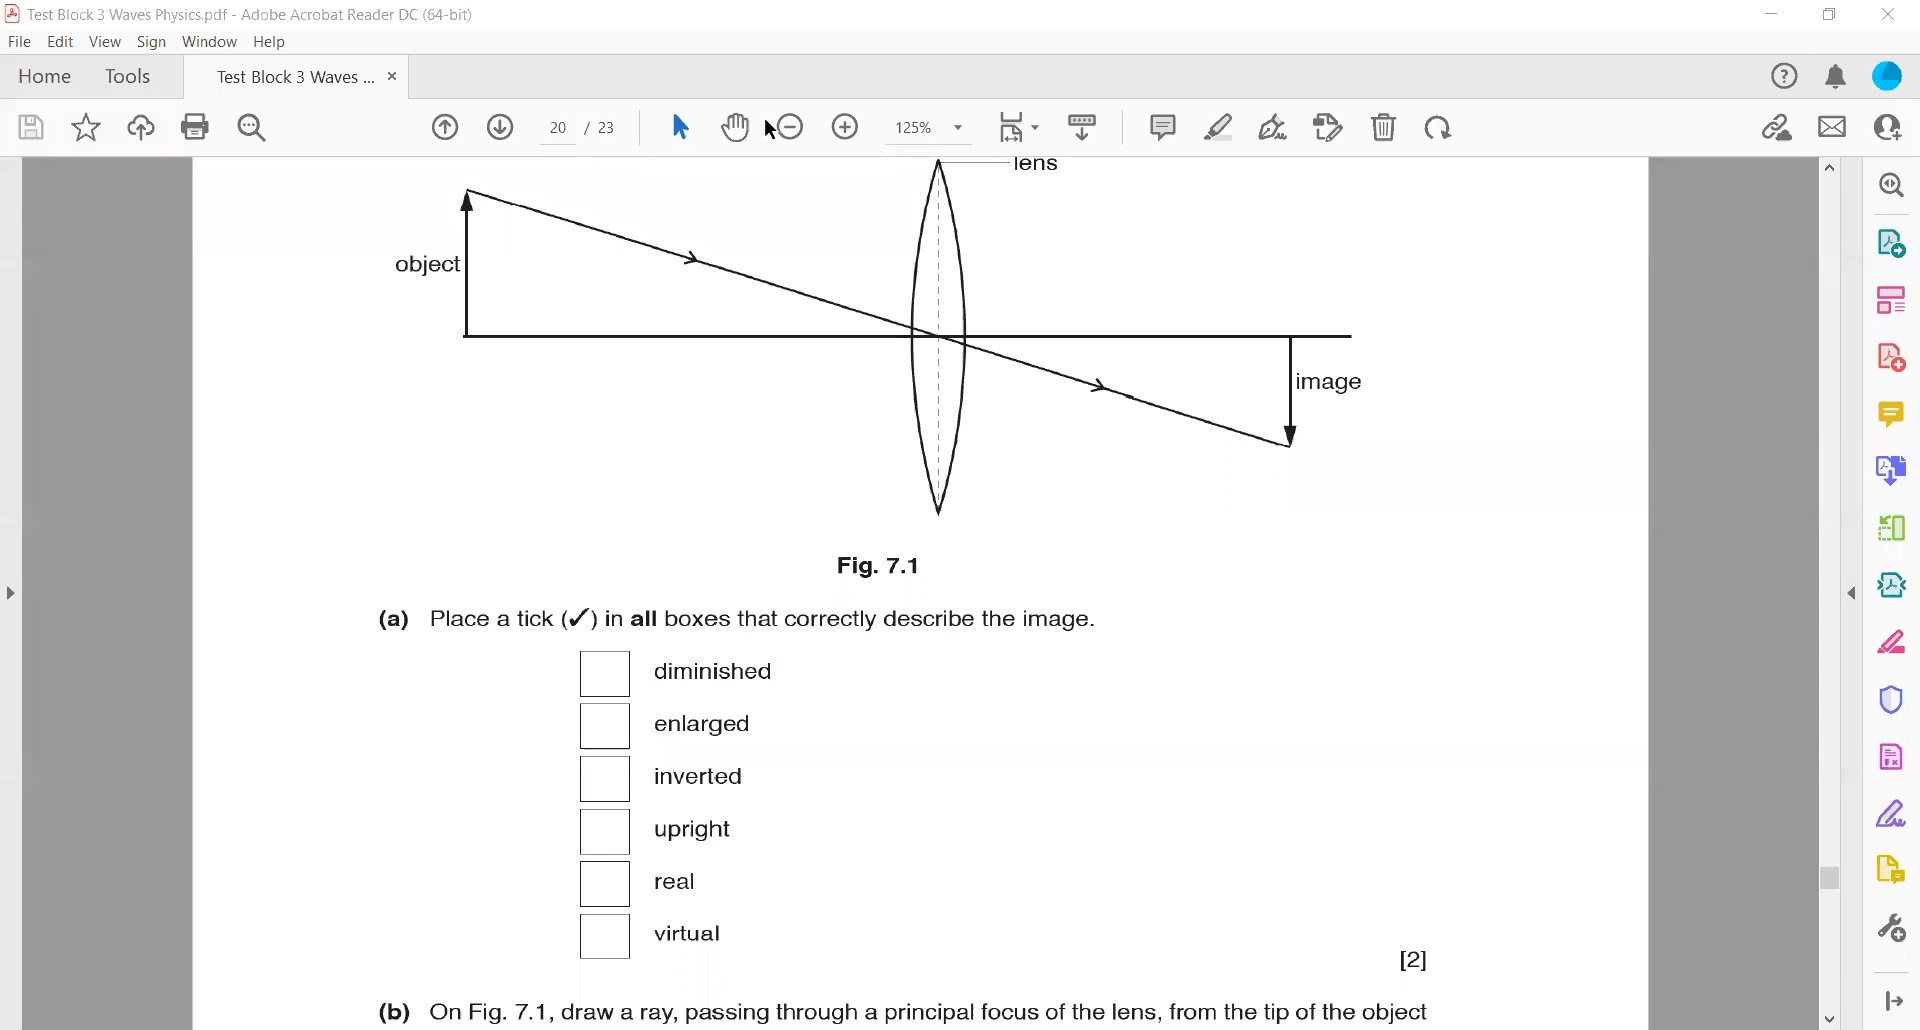 Test Block 3 Waves Physics.pdf - Adobe Acrobat Reader DC (64-bit)
File Edit View Sign Window Help
Home Tools Test Block 3 Waves ... ×
20 / 23 125%
lens
object
image
Fig. 7.1
(a) Place a tick (✓) in all boxes that correctly describe the image.
diminished
enlarged
inverted
upright
real
virtual
[2]
(b) On Fig. 7.1, draw a ray, passing through a principal focus of the lens, from the tip of the object